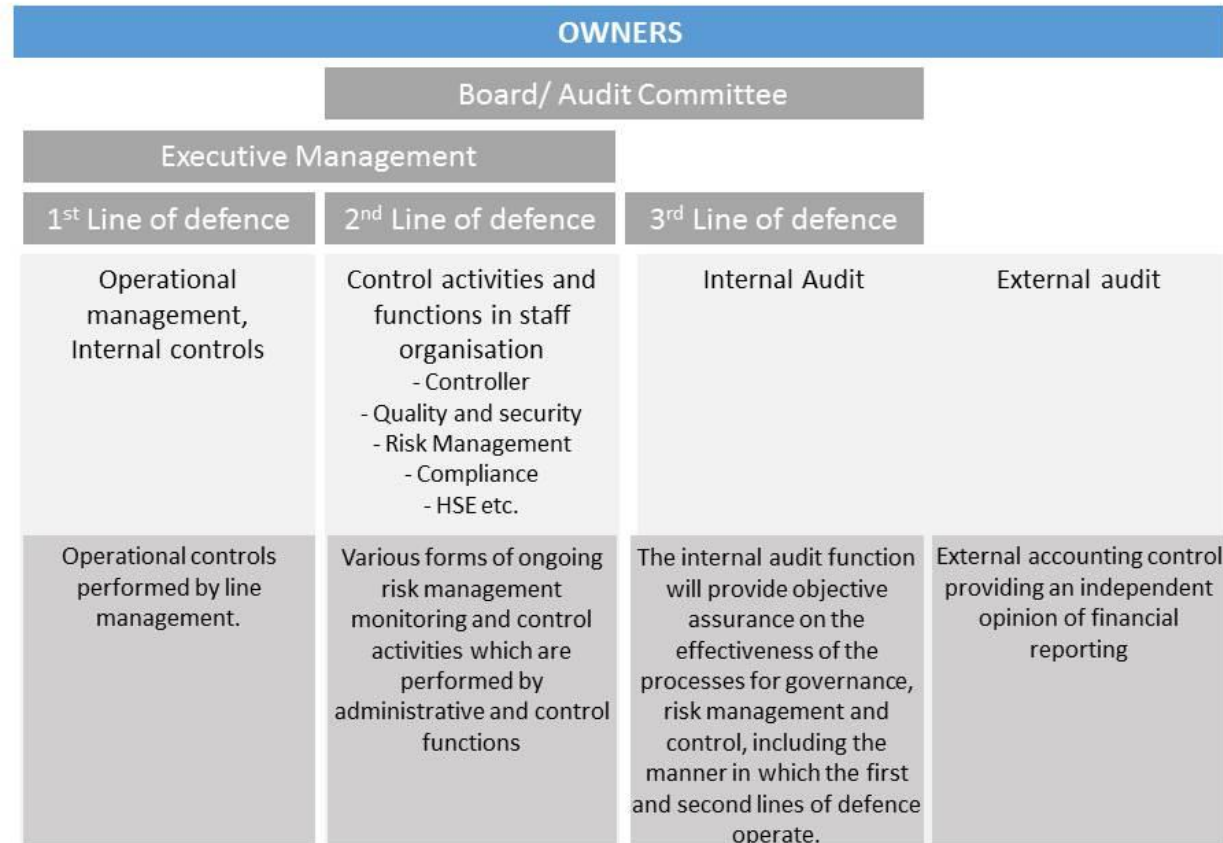 OWNERS
Board/ Audit Committee
Executive Management
1st Line of defence
2nd Line of defence
3rd Line of defence
Operational
management,
Internal controls
Control activities and
functions in staff
organisation
- Controller
- Quality and security
- Risk Management
- Compliance
- HSE etc.
Internal Audit
External audit
Operational controls
performed by line
management.
Various forms of ongoing
risk management
monitoring and control
activities which are
performed by
administrative and control
functions
The internal audit function
will provide objective
assurance on the
effectiveness of the
processes for governance,
risk management and
control, including the
manner in which the first
and second lines of defence
operate.
External accounting control
providing an independent
opinion of financial
reporting